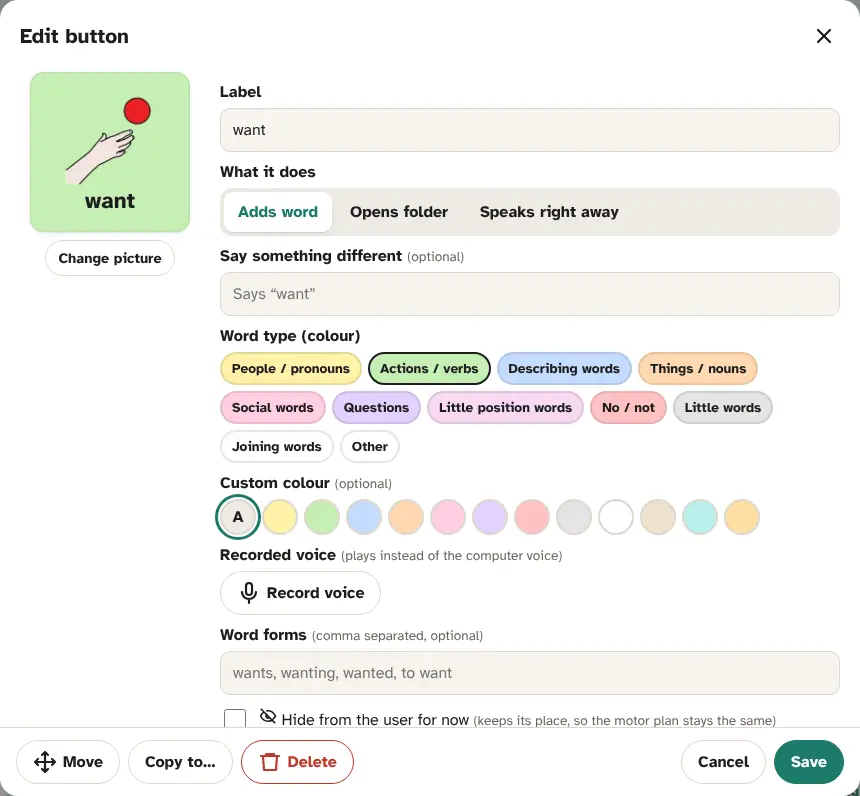 Edit button
want
Change picture
Label
want
What it does
Adds word Opens folder Speaks right away
Say something different (optional)
Says “want”
Word type (colour)
People / pronouns Actions / verbs Describing words Things / nouns
Social words Questions Little position words No / not Little words
Joining words Other
Custom colour (optional)
A
Recorded voice (plays instead of the computer voice)
Record voice
Word forms (comma separated, optional)
wants, wanting, wanted, to want
Hide from the user for now (keeps its place, so the motor plan stays the same)
Move Copy to... Delete Cancel Save